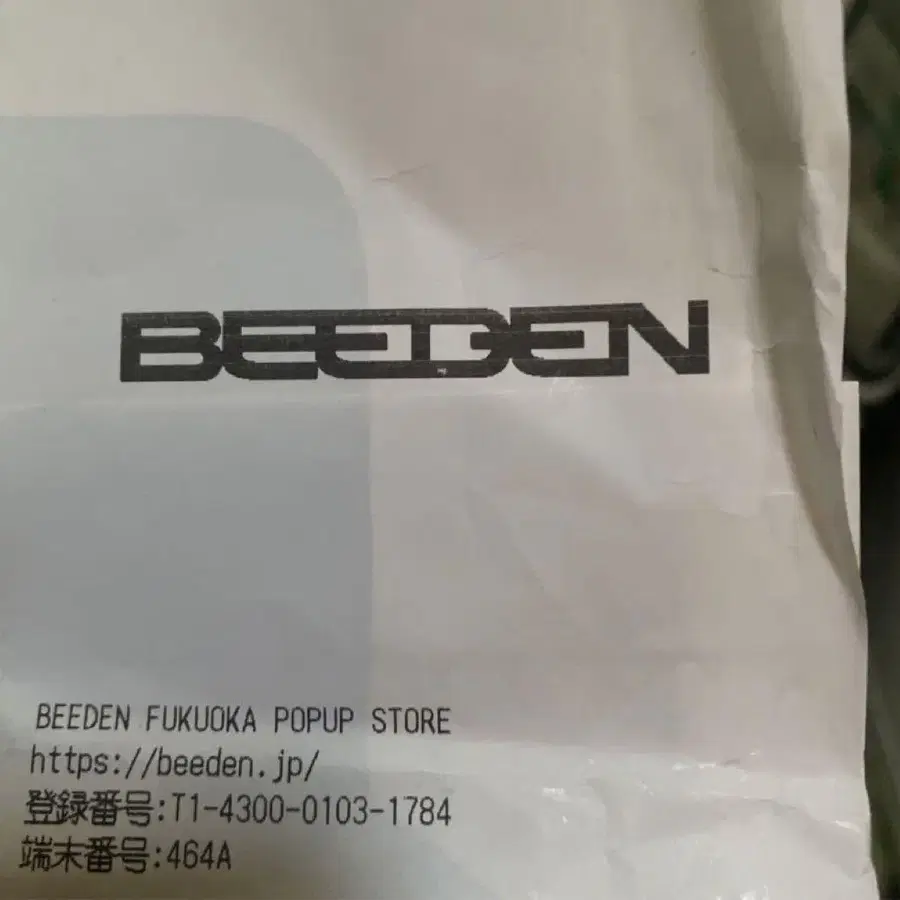 BEEDEN
BEEDEN FUKUOKA POPUP STORE
https://beeden.jp/
登録番号:T1-4300-0103-1784
端末番号:464A